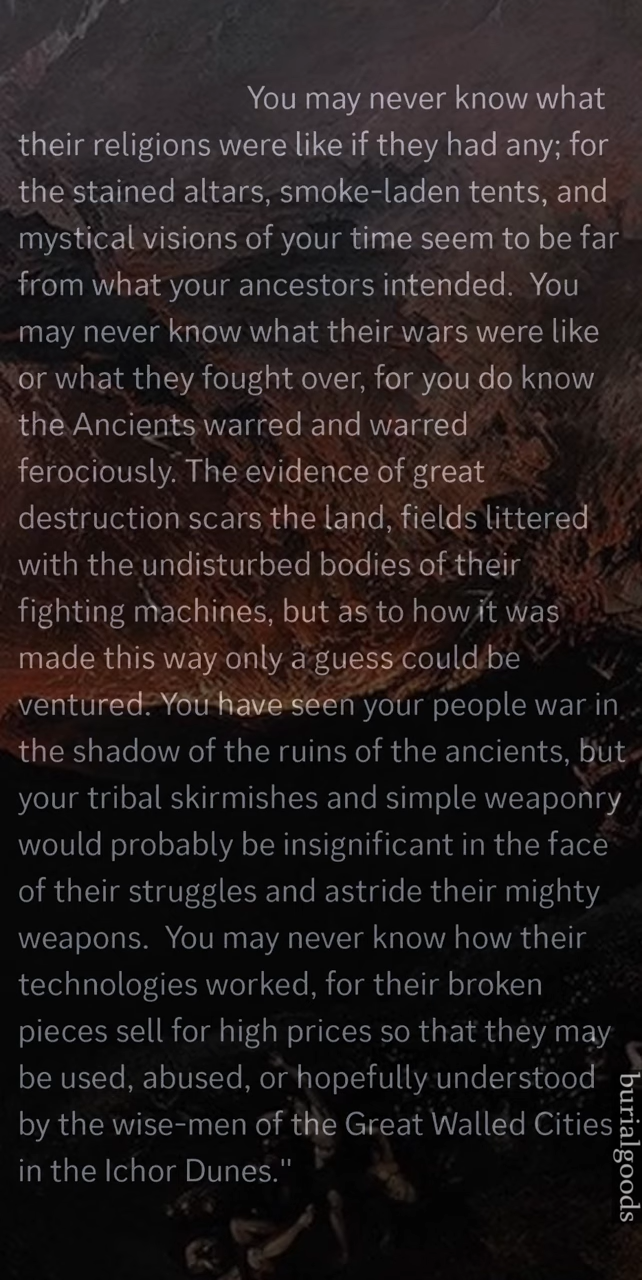 You may never know what
their religions were like if they had any; for
the stained altars, smoke-laden tents, and
mystical visions of your time seem to be far
from what your ancestors intended.  You
may never know what their wars were like
or what they fought over, for you do know
the Ancients warred and warred
ferociously. The evidence of great
destruction scars the land, fields littered
with the undisturbed bodies of their
fighting machines, but as to how it was
made this way only a guess could be
ventured. You have seen your people war in
the shadow of the ruins of the ancients, but
your tribal skirmishes and simple weaponry
would probably be insignificant in the face
of their struggles and astride their mighty
weapons.  You may never know how their
technologies worked, for their broken
pieces sell for high prices so that they may
be used, abused, or hopefully understood
by the wise-men of the Great Walled Cities
in the Ichor Dunes."
burialgoods